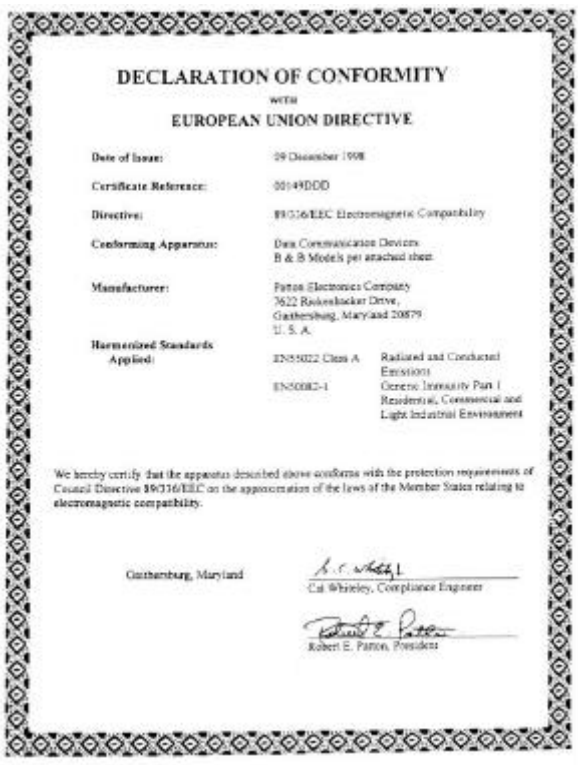 DECLARATION OF CONFORMITY
WITH
EUROPEAN UNION DIRECTIVE
Date of Issue: 09 December 1998
Certificate Reference: 00149DDD
Directive: 89/336/EEC Electromagnetic Compatibility
Conforming Apparatus: Data Communication Devices
B & B Models per attached sheet
Manufacturer: Patton Electronics Company
7622 Rickenbacker Drive,
Gaithersburg, Maryland 20879
U. S. A.
Harmonized Standards
Applied: EN55022 Class A Radiated and Conducted
Emissions
EN50082-1 Generic Immunity Part 1
Residential, Commercial and
Light Industrial Environment
We hereby certify that the apparatus described above conforms with the protection requirements of
Council Directive 89/336/EEC on the approximation of the laws of the Member States relating to
electromagnetic compatibility.
Gaithersburg, Maryland
Cal Whiteley, Compliance Engineer
Robert E. Patton
Robert E. Patton, President